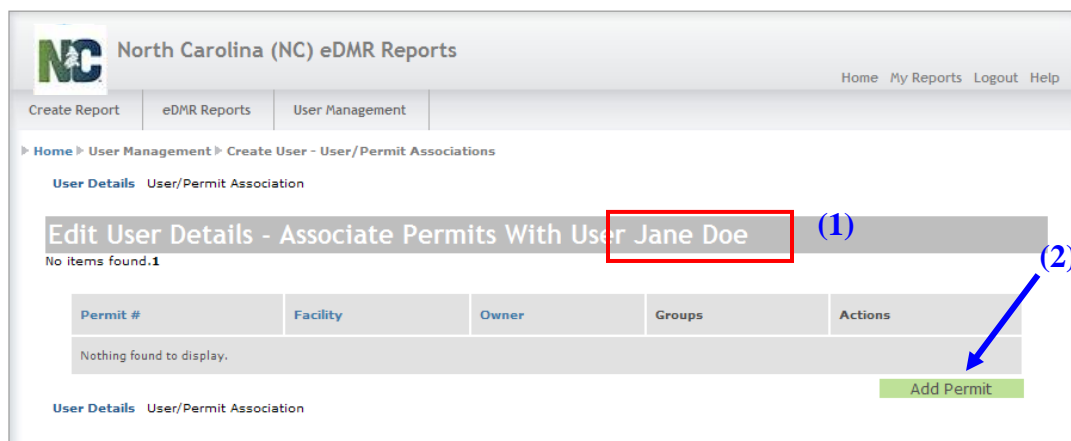 NC North Carolina (NC) eDMR Reports
Home My Reports Logout Help
Create Report eDMR Reports User Management
Home User Management Create User - User/Permit Associations
User Details User/Permit Association
Edit User Details - Associate Permits With User Jane Doe (1)
No items found.1
(2)
Permit # Facility Owner Groups Actions
Nothing found to display.
Add Permit
User Details User/Permit Association